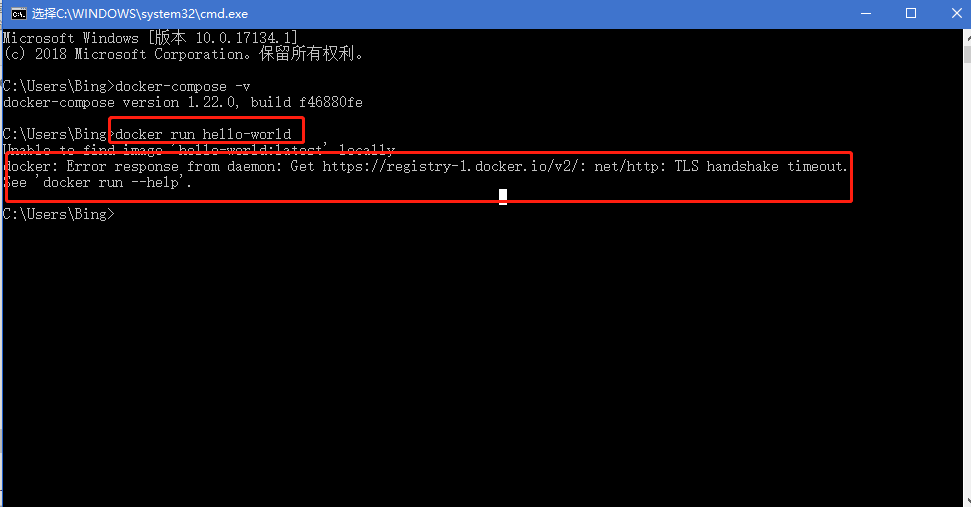 选择C:\WINDOWS\system32\cmd.exe
Microsoft Windows [版本 10.0.17134.1]
(c) 2018 Microsoft Corporation。保留所有权利。
C:\Users\Bing>docker-compose -v
docker-compose version 1.22.0, build f46880fe
C:\Users\Bing>docker run hello-world
Unable to find image 'hello-world:latest' locally
docker: Error response from daemon: Get https://registry-1.docker.io/v2/: net/http: TLS handshake timeout.
See 'docker run --help'.
C:\Users\Bing>